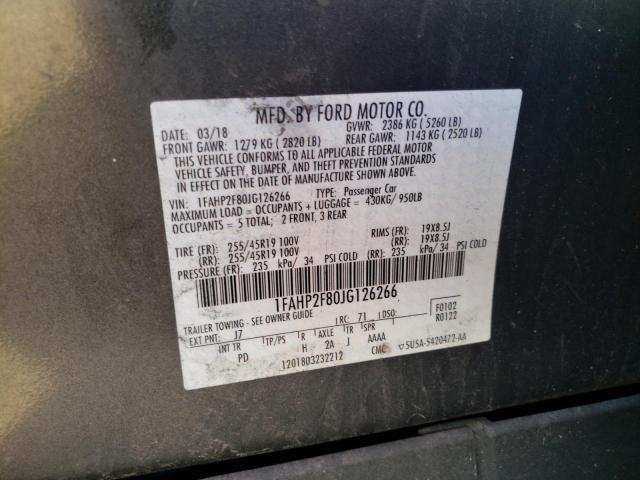 MFD. BY FORD MOTOR CO.
DATE: 03/18 GVWR: 2386 KG ( 5260 LB)
FRONT GAWR: 1279 KG ( 2820 LB) REAR GAWR: 1143 KG ( 2520 LB)
THIS VEHICLE CONFORMS TO ALL APPLICABLE FEDERAL MOTOR
VEHICLE SAFETY, BUMPER, AND THEFT PREVENTION STANDARDS
IN EFFECT ON THE DATE OF MANUFACTURE SHOWN ABOVE.
VIN: 1FAHP2F80JG126266 TYPE: Passenger Car
MAXIMUM LOAD = OCCUPANTS + LUGGAGE = 430KG/ 950LB
OCCUPANTS = 5 TOTAL; 2 FRONT, 3 REAR
TIRE (FR): 255/45R19 100V RIMS (FR): 19X8.5J
(RR): 255/45R19 100V (RR): 19X8.5J
PRESSURE (FR): 235 kPa/ 34 PSI COLD (RR): 235 kPa/ 34 PSI COLD
1FAHP2F80JG126266
TRAILER TOWING - SEE OWNER GUIDE
EXT PNT: J7 RC: 71 DSO: F0102
R0122
INT TR TP/PS R AXLE TR SPR
PD H 2A J AAAA
1201803232212 CMC 5U5A-5420472-AA